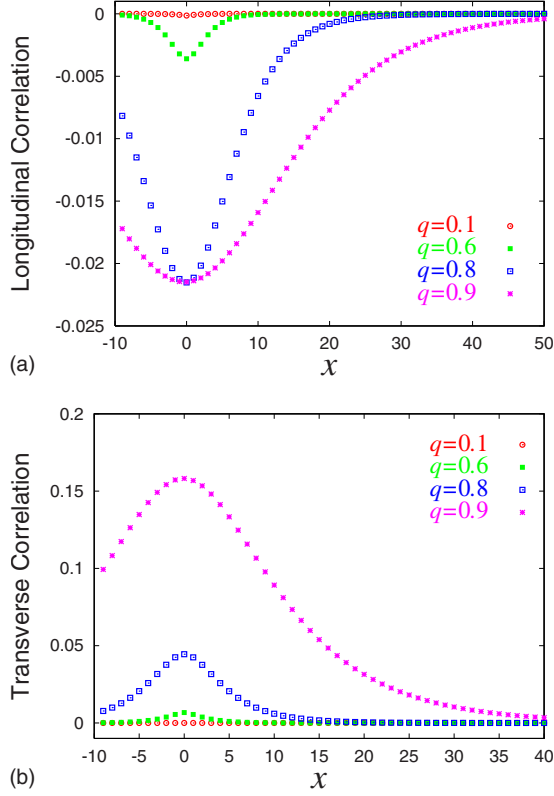 0
-0.005
-0.01
-0.015
-0.02
-0.025
Longitudinal Correlation
q=0.1
q=0.6
q=0.8
q=0.9
-10 0 10 20 30 40 50
x
(a)
0.2
0.15
0.1
0.05
0
Transverse Correlation
q=0.1
q=0.6
q=0.8
q=0.9
-10 -5 0 5 10 15 20 25 30 35 40
x
(b)